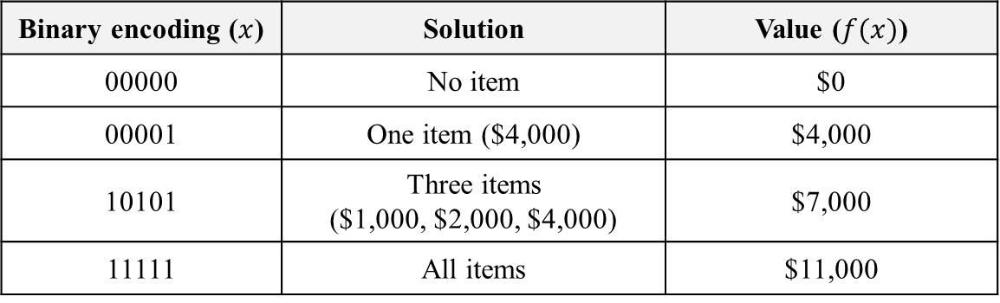 Binary encoding (x) Solution Value (f(x))
00000 No item $0
00001 One item ($4,000) $4,000
10101 Three items
($1,000, $2,000, $4,000) $7,000
11111 All items $11,000